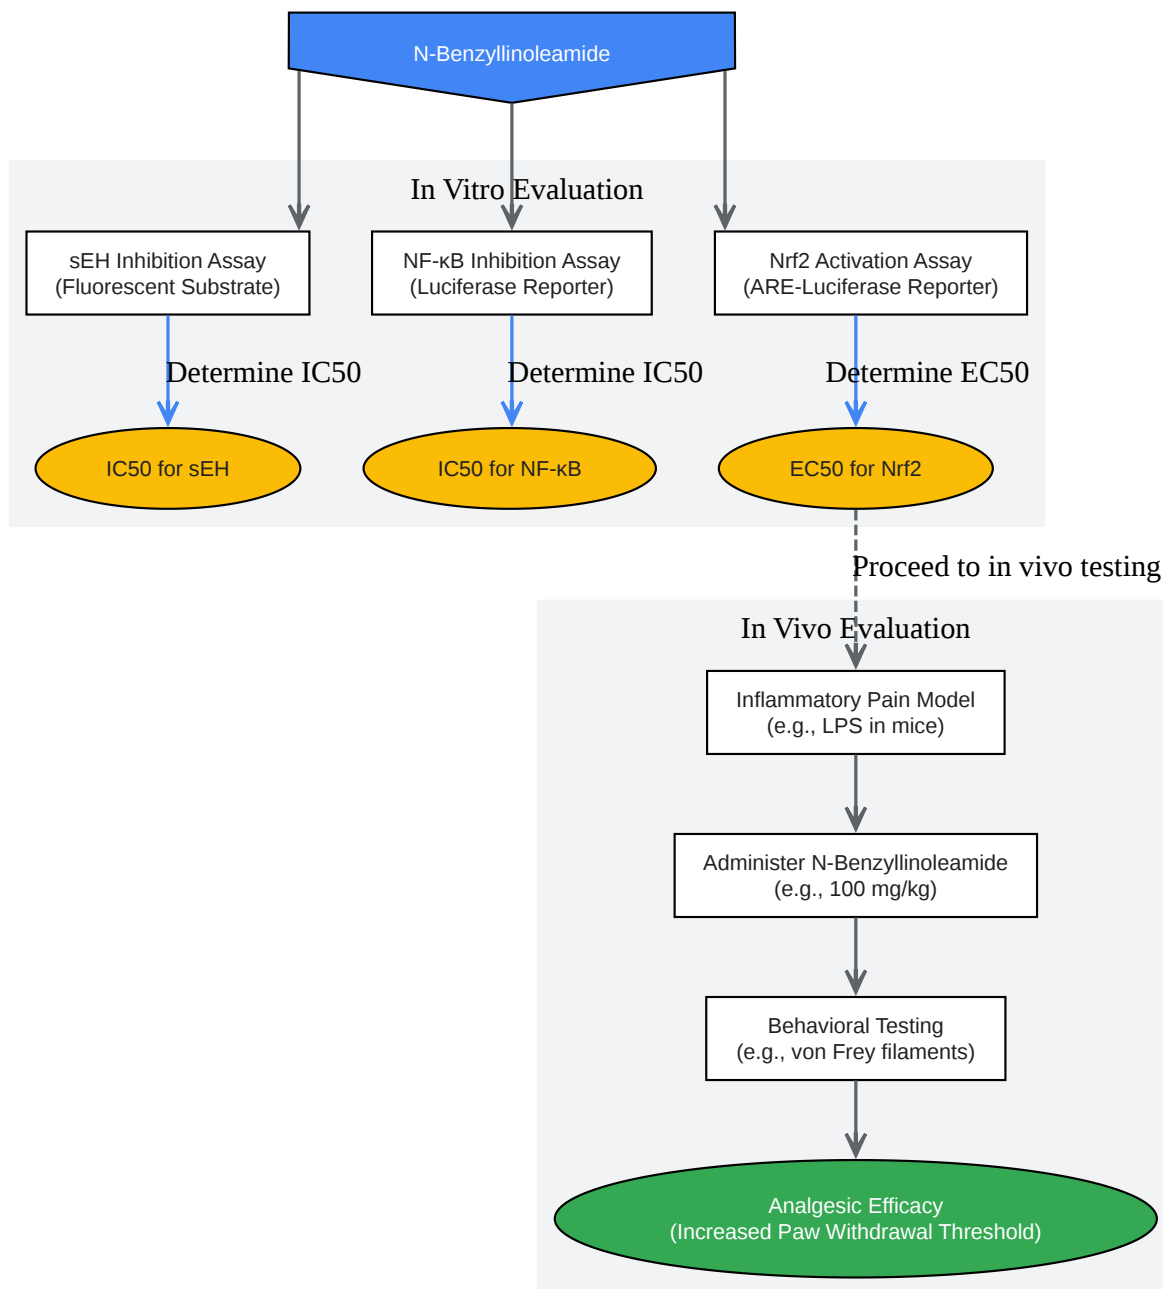 N-Benzyllinoleamide
In Vitro Evaluation
sEH Inhibition Assay
(Fluorescent Substrate)
NF-κB Inhibition Assay
(Luciferase Reporter)
Nrf2 Activation Assay
(ARE-Luciferase Reporter)
Determine IC50
Determine IC50
Determine EC50
IC50 for sEH
IC50 for NF-κB
EC50 for Nrf2
Proceed to in vivo testing
In Vivo Evaluation
Inflammatory Pain Model
(e.g., LPS in mice)
Administer N-Benzyllinoleamide
(e.g., 100 mg/kg)
Behavioral Testing
(e.g., von Frey filaments)
Analgesic Efficacy
(Increased Paw Withdrawal Threshold)